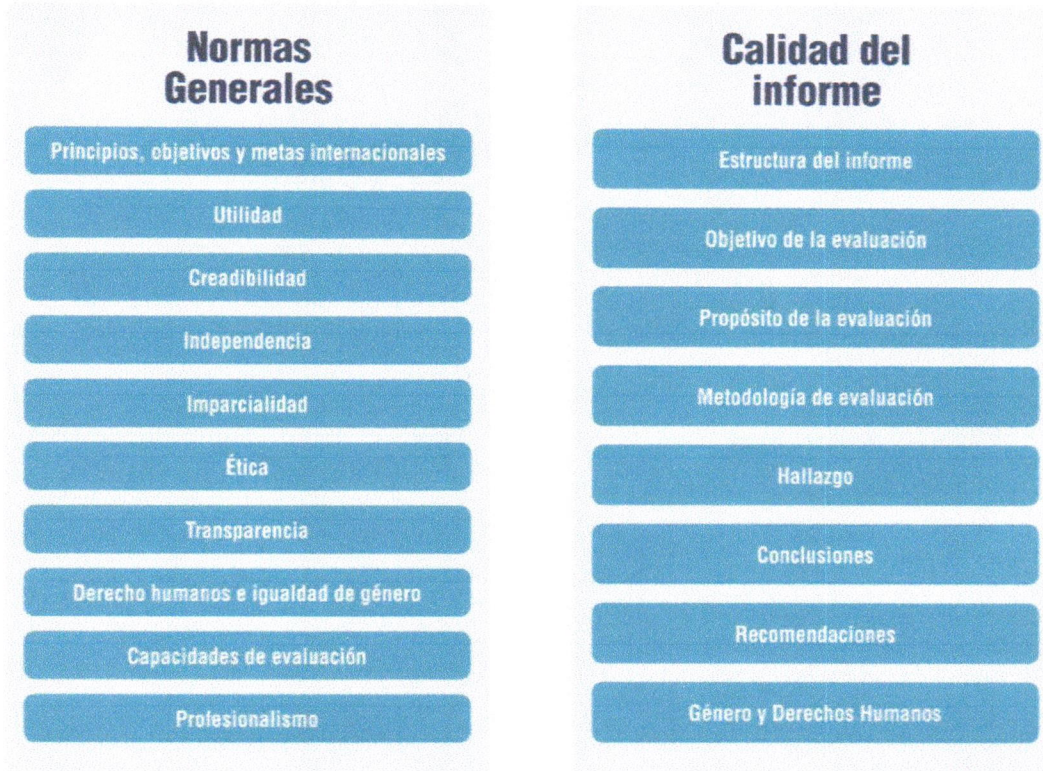 Normas
Generales
Principios, objetivos y metas internacionales
Utilidad
Creadibilidad
Independencia
Imparcialidad
Ética
Transparencia
Derecho humanos e igualdad de género
Capacidades de evaluación
Profesionalismo
Calidad del
informe
Estructura del informe
Objetivo de la evaluación
Propósito de la evaluación
Metodología de evaluación
Hallazgo
Conclusiones
Recomendaciones
Género y Derechos Humanos